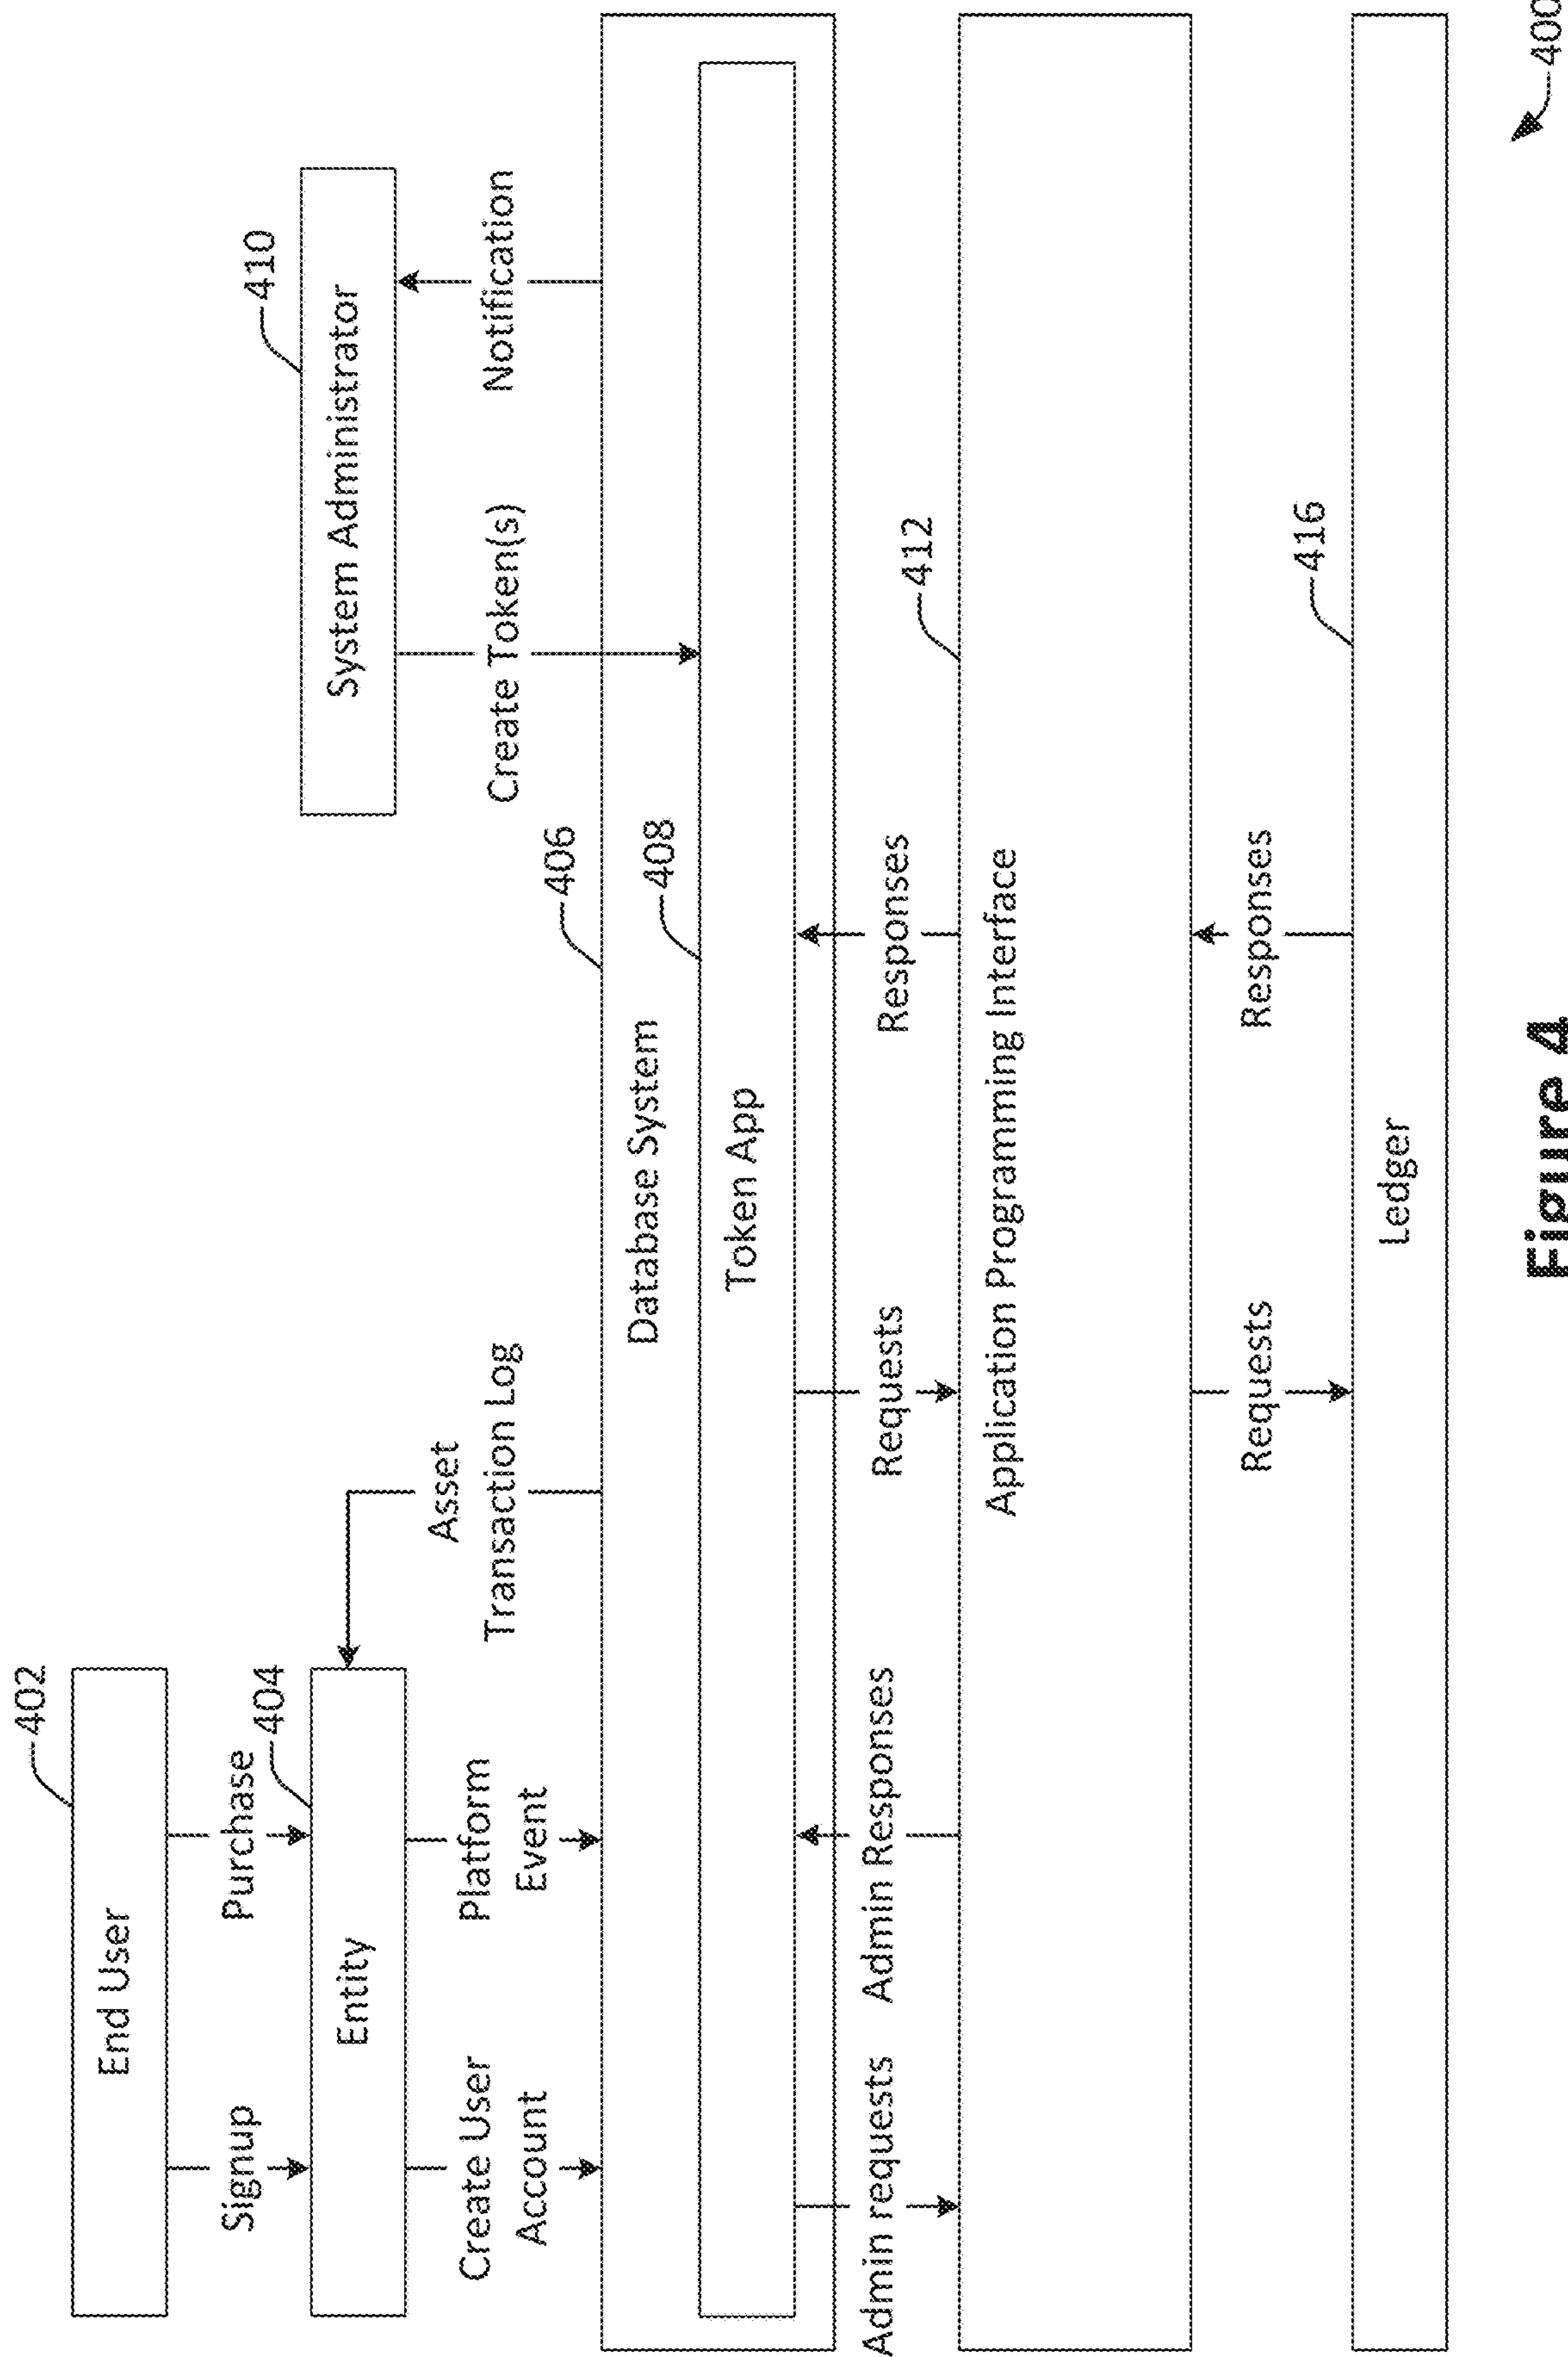 402
End User
Signup
Purchase
404
Entity
Create User
Account
Platform
Event
Asset
Transaction Log
410
System Administrator
Create Token(s)
Notification
406
Database System
408
Token App
Admin requests
Admin Responses
Requests
Responses
412
Application Programming Interface
Requests
Responses
416
Ledger
400
Figure 4